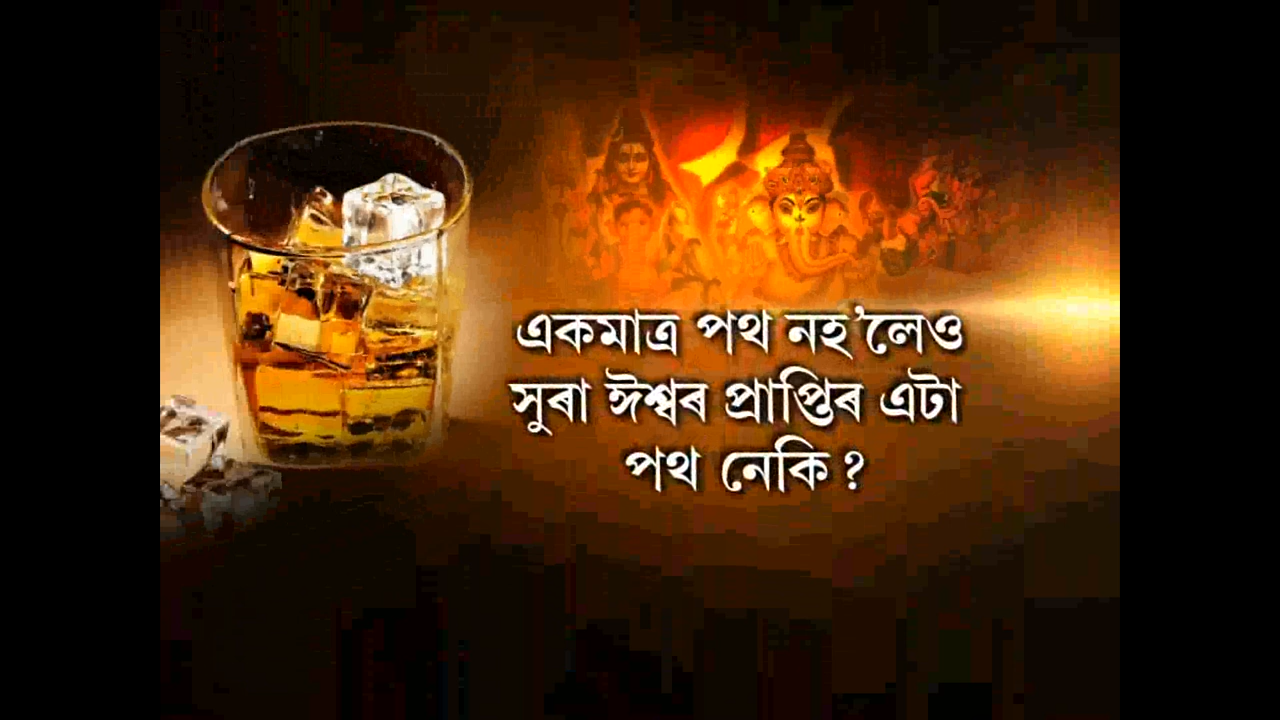 একমাত্ৰ পথ নহ'লেও
সুৰা ঈশ্বৰ প্ৰাপ্তিৰ এটা
পথ নেকি ?